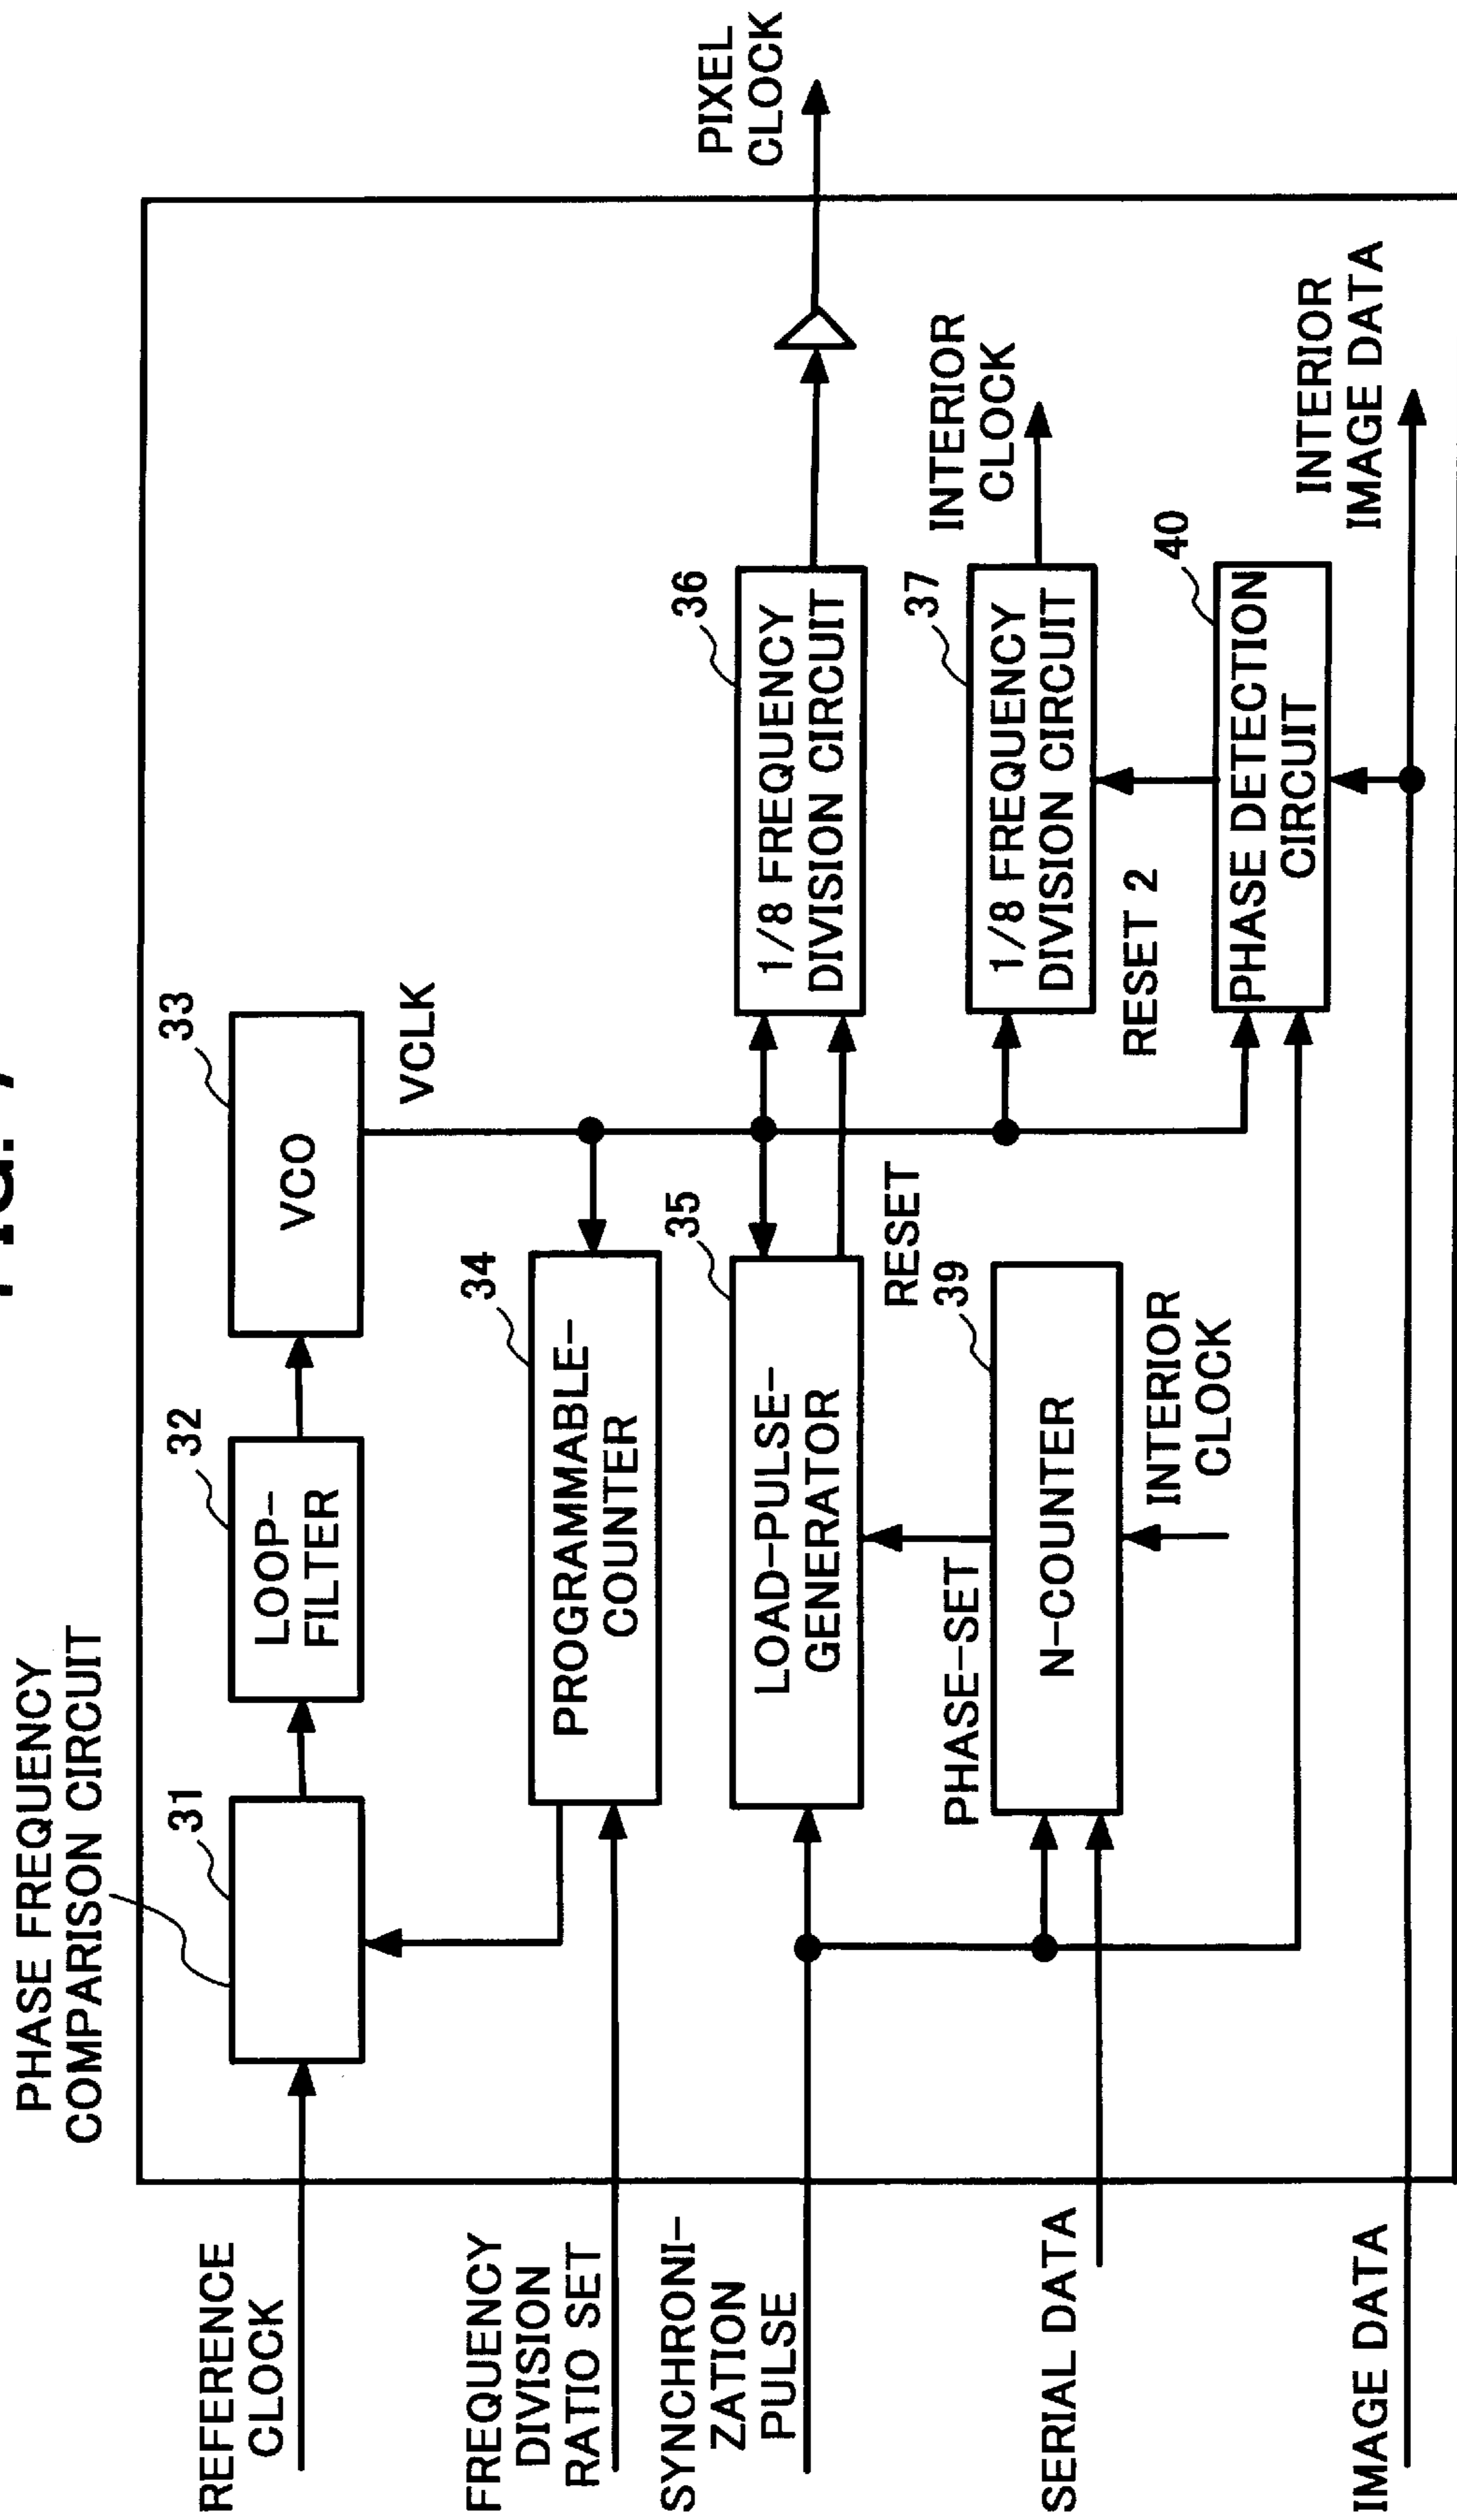 PHASE FREQUENCY
COMPARISON CIRCUIT
31
32
33
LOOP-
FILTER
VCO
REFERENCE
CLOCK
VCLK
34
PROGRAMMABLE-
COUNTER
FREQUENCY
DIVISION
RATIO SET
35
36
LOAD-PULSE-
GENERATOR
1/8 FREQUENCY
DIVISION CIRCUIT
PIXEL
CLOCK
SYNCHRONI-
ZATION
PULSE
RESET
PHASE-SET
39
37
N-COUNTER
1/8 FREQUENCY
DIVISION CIRCUIT
INTERIOR
CLOCK
SERIAL DATA
INTERIOR
CLOCK
RESET 2
40
PHASE DETECTION
CIRCUIT
INTERIOR
IMAGE DATA
IMAGE DATA